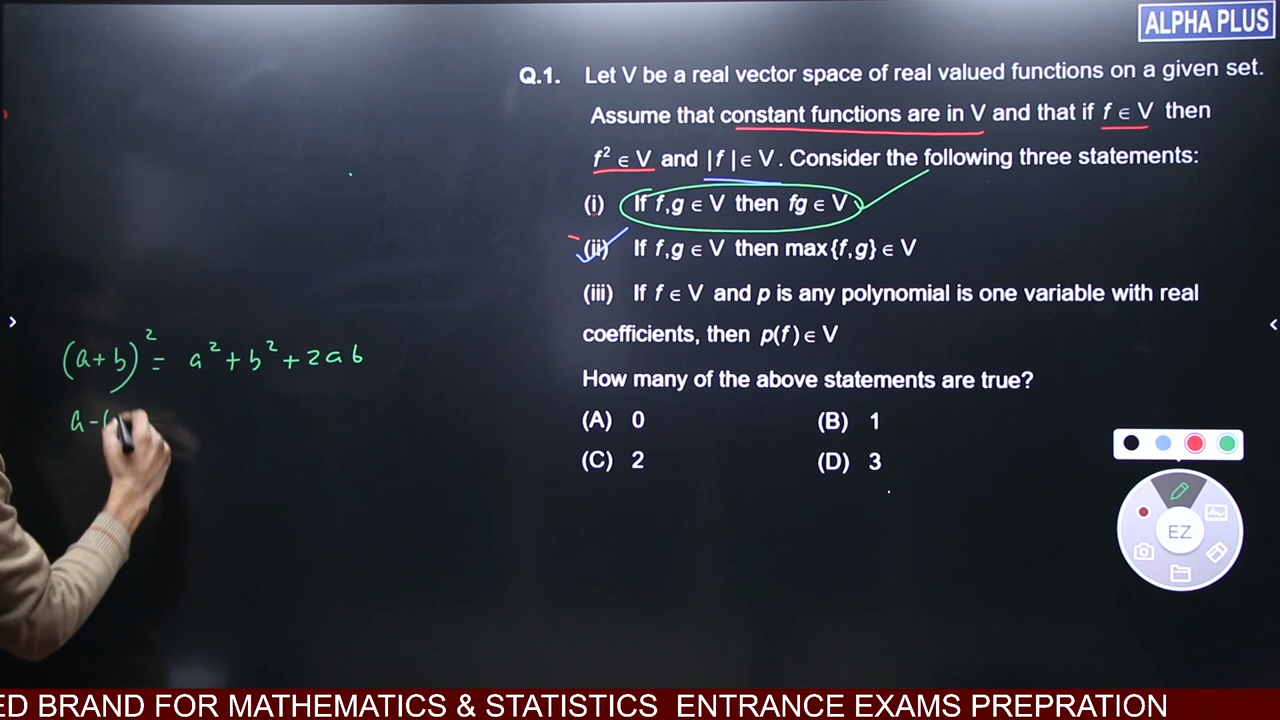 ALPHA PLUS
Q.1. Let V be a real vector space of real valued functions on a given set.
Assume that constant functions are in V and that if f ∈ V then
f² ∈ V and |f| ∈ V. Consider the following three statements:
(i) If f,g ∈ V then fg ∈ V
(ii) If f,g ∈ V then max{f,g} ∈ V
(iii) If f ∈ V and p is any polynomial is one variable with real
coefficients, then p(f) ∈ V
How many of the above statements are true?
(A) 0 (B) 1
(C) 2 (D) 3
(a+b)² = a² + b² + 2ab
a-
EZ
ED BRAND FOR MATHEMATICS & STATISTICS ENTRANCE EXAMS PREPRATION